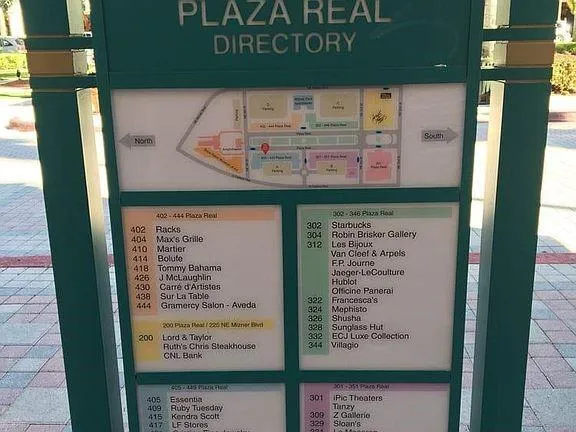 PLAZA REAL
DIRECTORY
North
South
402 - 444 Plaza Real
402 Racks
404 Max's Grille
410 Martier
414 Bolufe
418 Tommy Bahama
426 J McLaughlin
430 Carré d'Artistes
438 Sur La Table
444 Gramercy Salon - Aveda
200 Plaza Real / 225 NE Mizner Blvd
200 Lord & Taylor
Ruth's Chris Steakhouse
CNL Bank
405 - 449 Plaza Real
405 Essentia
409 Ruby Tuesday
415 Kendra Scott
417 LF Stores
302 - 346 Plaza Real
302 Starbucks
304 Robin Brisker Gallery
312 Les Bijoux
Van Cleef & Arpels
F.P. Journe
Jaeger-LeCoulture
Hublot
Officine Panerai
322 Francesca's
324 Mephisto
326 Shusha
328 Sunglass Hut
332 ECJ Luxe Collection
344 Villagio
301 - 351 Plaza Real
301 iPic Theaters
Tanzy
309 Z Gallerie
329 Sloan's